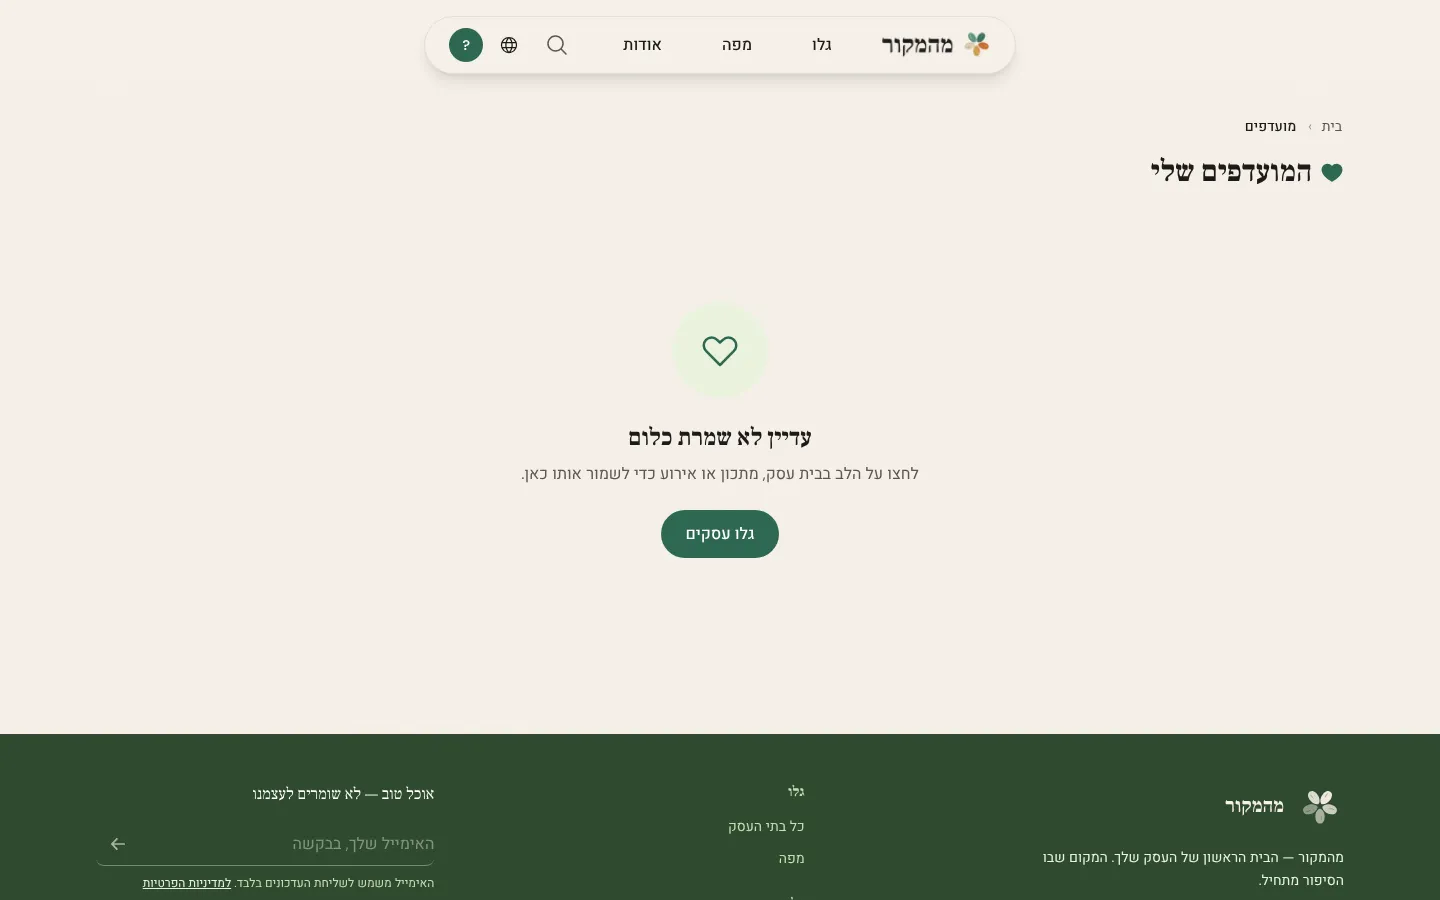 מהמקור
גלו
מפה
אודות
?
בית › מועדפים
המועדפים שלי
עדיין לא שמרת כלום
לחצו על הלב בבית עסק, מתכון או אירוע כדי לשמור אותו כאן.
גלו עסקים
מהמקור
מהמקור — הבית הראשון של העסק שלך. המקום שבו
הסיפור מתחיל.
גלו
כל בתי העסק
מפה
אוכל טוב — לא שומרים לעצמנו
האימייל שלך, בבקשה
האימייל משמש לשליחת העדכונים בלבד. למדיניות הפרטיות